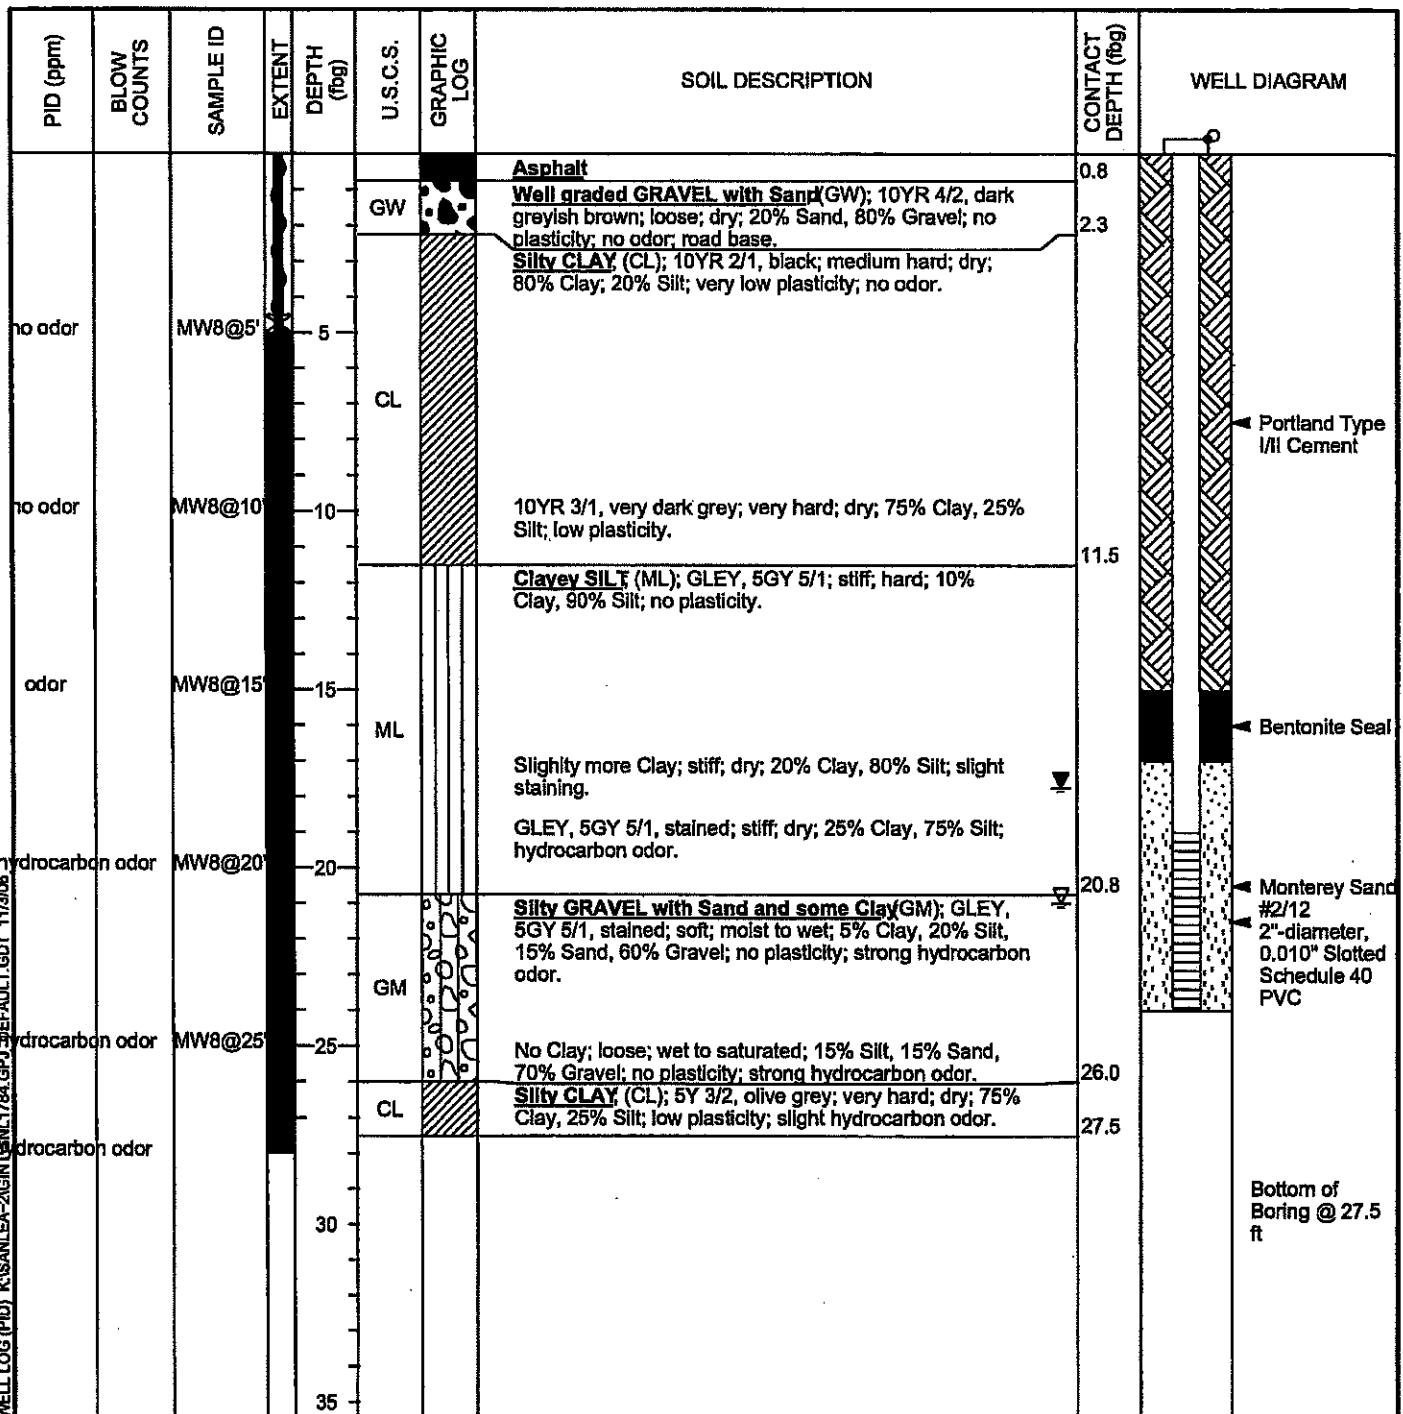 PID (ppm)
BLOW
COUNTS
SAMPLE ID
EXTENT
DEPTH
(fbg)
U.S.C.S.
GRAPHIC
LOG
SOIL DESCRIPTION
CONTACT
DEPTH (fbg)
WELL DIAGRAM
Asphalt
0.8
GW
Well graded GRAVEL with Sand (GW); 10YR 4/2, dark
greyish brown; loose; dry; 20% Sand, 80% Gravel; no
plasticity; no odor; road base.
2.3
Silty CLAY, (CL); 10YR 2/1, black; medium hard; dry;
80% Clay; 20% Silt; very low plasticity; no odor.
no odor
MW8@5'
5
CL
Portland Type
I/II Cement
no odor
MW8@10'
10
10YR 3/1, very dark grey; very hard; dry; 75% Clay, 25%
Silt; low plasticity.
11.5
Clayey SILT, (ML); GLEY, 5GY 5/1; stiff; hard; 10%
Clay, 90% Silt; no plasticity.
odor
MW8@15'
15
ML
Bentonite Seal
Slighlty more Clay; stiff; dry; 20% Clay, 80% Silt; slight
staining.
GLEY, 5GY 5/1, stained; stiff; dry; 25% Clay, 75% Silt;
hydrocarbon odor.
hydrocarbon odor
MW8@20'
20
20.8
Silty GRAVEL with Sand and some Clay (GM); GLEY,
5GY 5/1, stained; soft; moist to wet; 5% Clay, 20% Silt,
15% Sand, 60% Gravel; no plasticity; strong hydrocarbon
odor.
Monterey Sand
#2/12
2"-diameter,
0.010" Slotted
Schedule 40
PVC
GM
hydrocarbon odor
MW8@25'
25
No Clay; loose; wet to saturated; 15% Silt, 15% Sand,
70% Gravel; no plasticity; strong hydrocarbon odor.
26.0
CL
Silty CLAY, (CL); 5Y 3/2, olive grey; very hard; dry; 75%
Clay, 25% Silt; low plasticity; slight hydrocarbon odor.
27.5
hydrocarbon odor
Bottom of
Boring @ 27.5
ft
30
35
WELL LOG (PID) DEFAULT.GDT 11/3/06